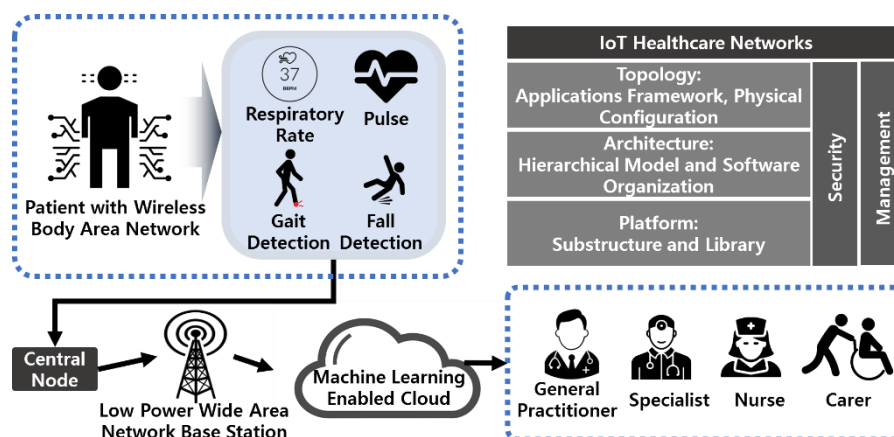 37
BBPM
Respiratory
Rate
Pulse
Gait
Detection
Fall
Detection
Patient with Wireless
Body Area Network
IoT Healthcare Networks
Topology:
Applications Framework, Physical
Configuration
Architecture:
Hierarchical Model and Software
Organization
Platform:
Substructure and Library
Security
Management
Central
Node
Low Power Wide Area
Network Base Station
Machine Learning
Enabled Cloud
General
Practitioner
Specialist
Nurse
Carer